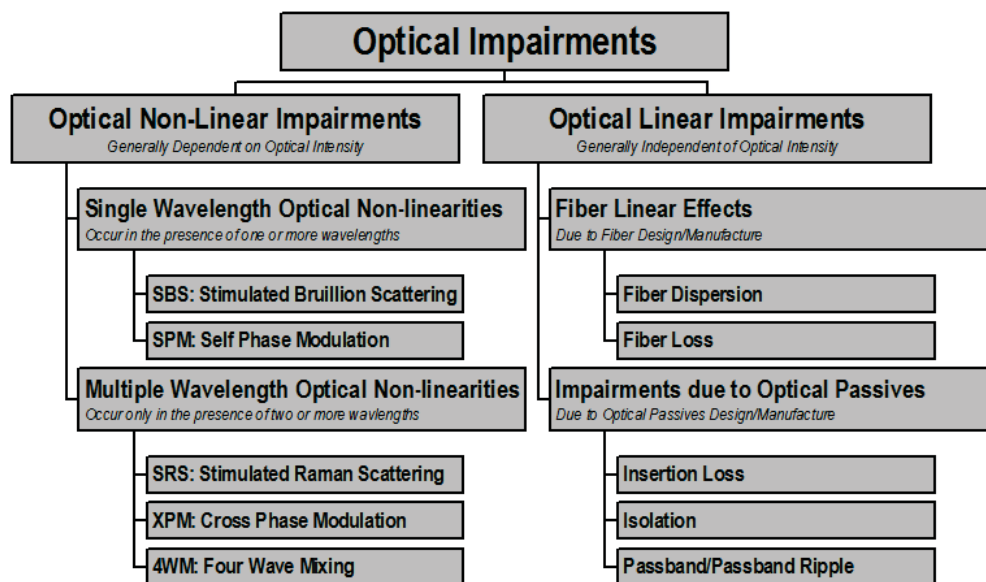 Optical Impairments
Optical Non-Linear Impairments
Generally Dependent on Optical Intensity
Single Wavelength Optical Non-linearities
Occur in the presence of one or more wavelengths
SBS: Stimulated Bruillion Scattering
SPM: Self Phase Modulation
Multiple Wavelength Optical Non-linearities
Occur only in the presence of two or more wavlengths
SRS: Stimulated Raman Scattering
XPM: Cross Phase Modulation
4WM: Four Wave Mixing
Optical Linear Impairments
Generally Independent of Optical Intensity
Fiber Linear Effects
Due to Fiber Design/Manufacture
Fiber Dispersion
Fiber Loss
Impairments due to Optical Passives
Due to Optical Passives Design/Manufacture
Insertion Loss
Isolation
Passband/Passband Ripple